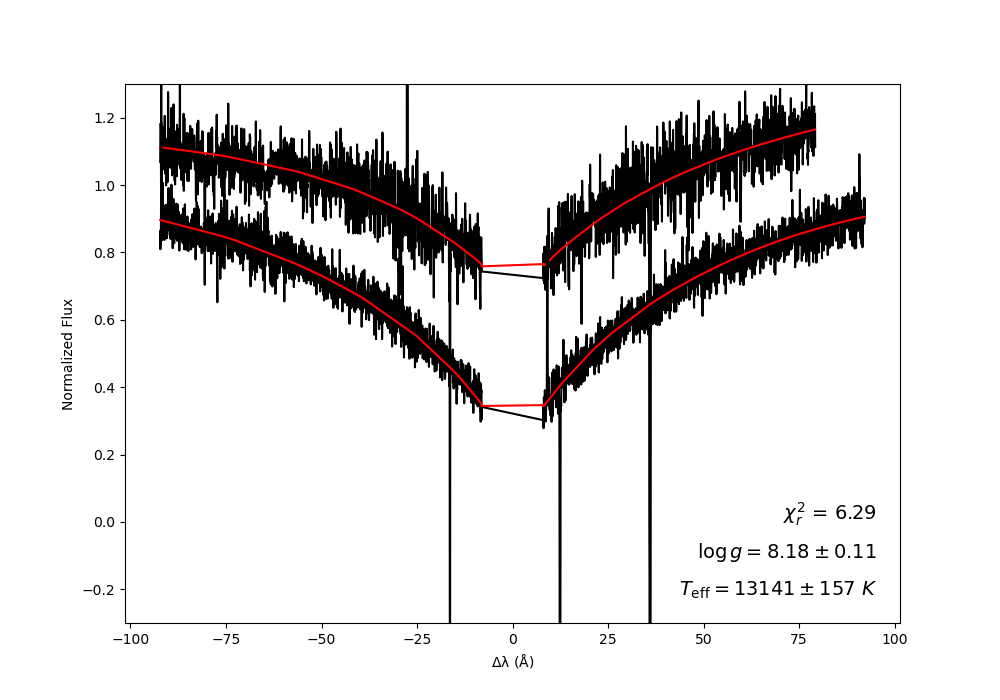 1.2
1.0
0.8
0.6
0.4
0.2
0.0
−0.2
Normalized Flux
χ²ᵣ = 6.29
log g = 8.18 ± 0.11
T_eff = 13141 ± 157 K
−100 −75 −50 −25 0 25 50 75 100
Δλ (Å)